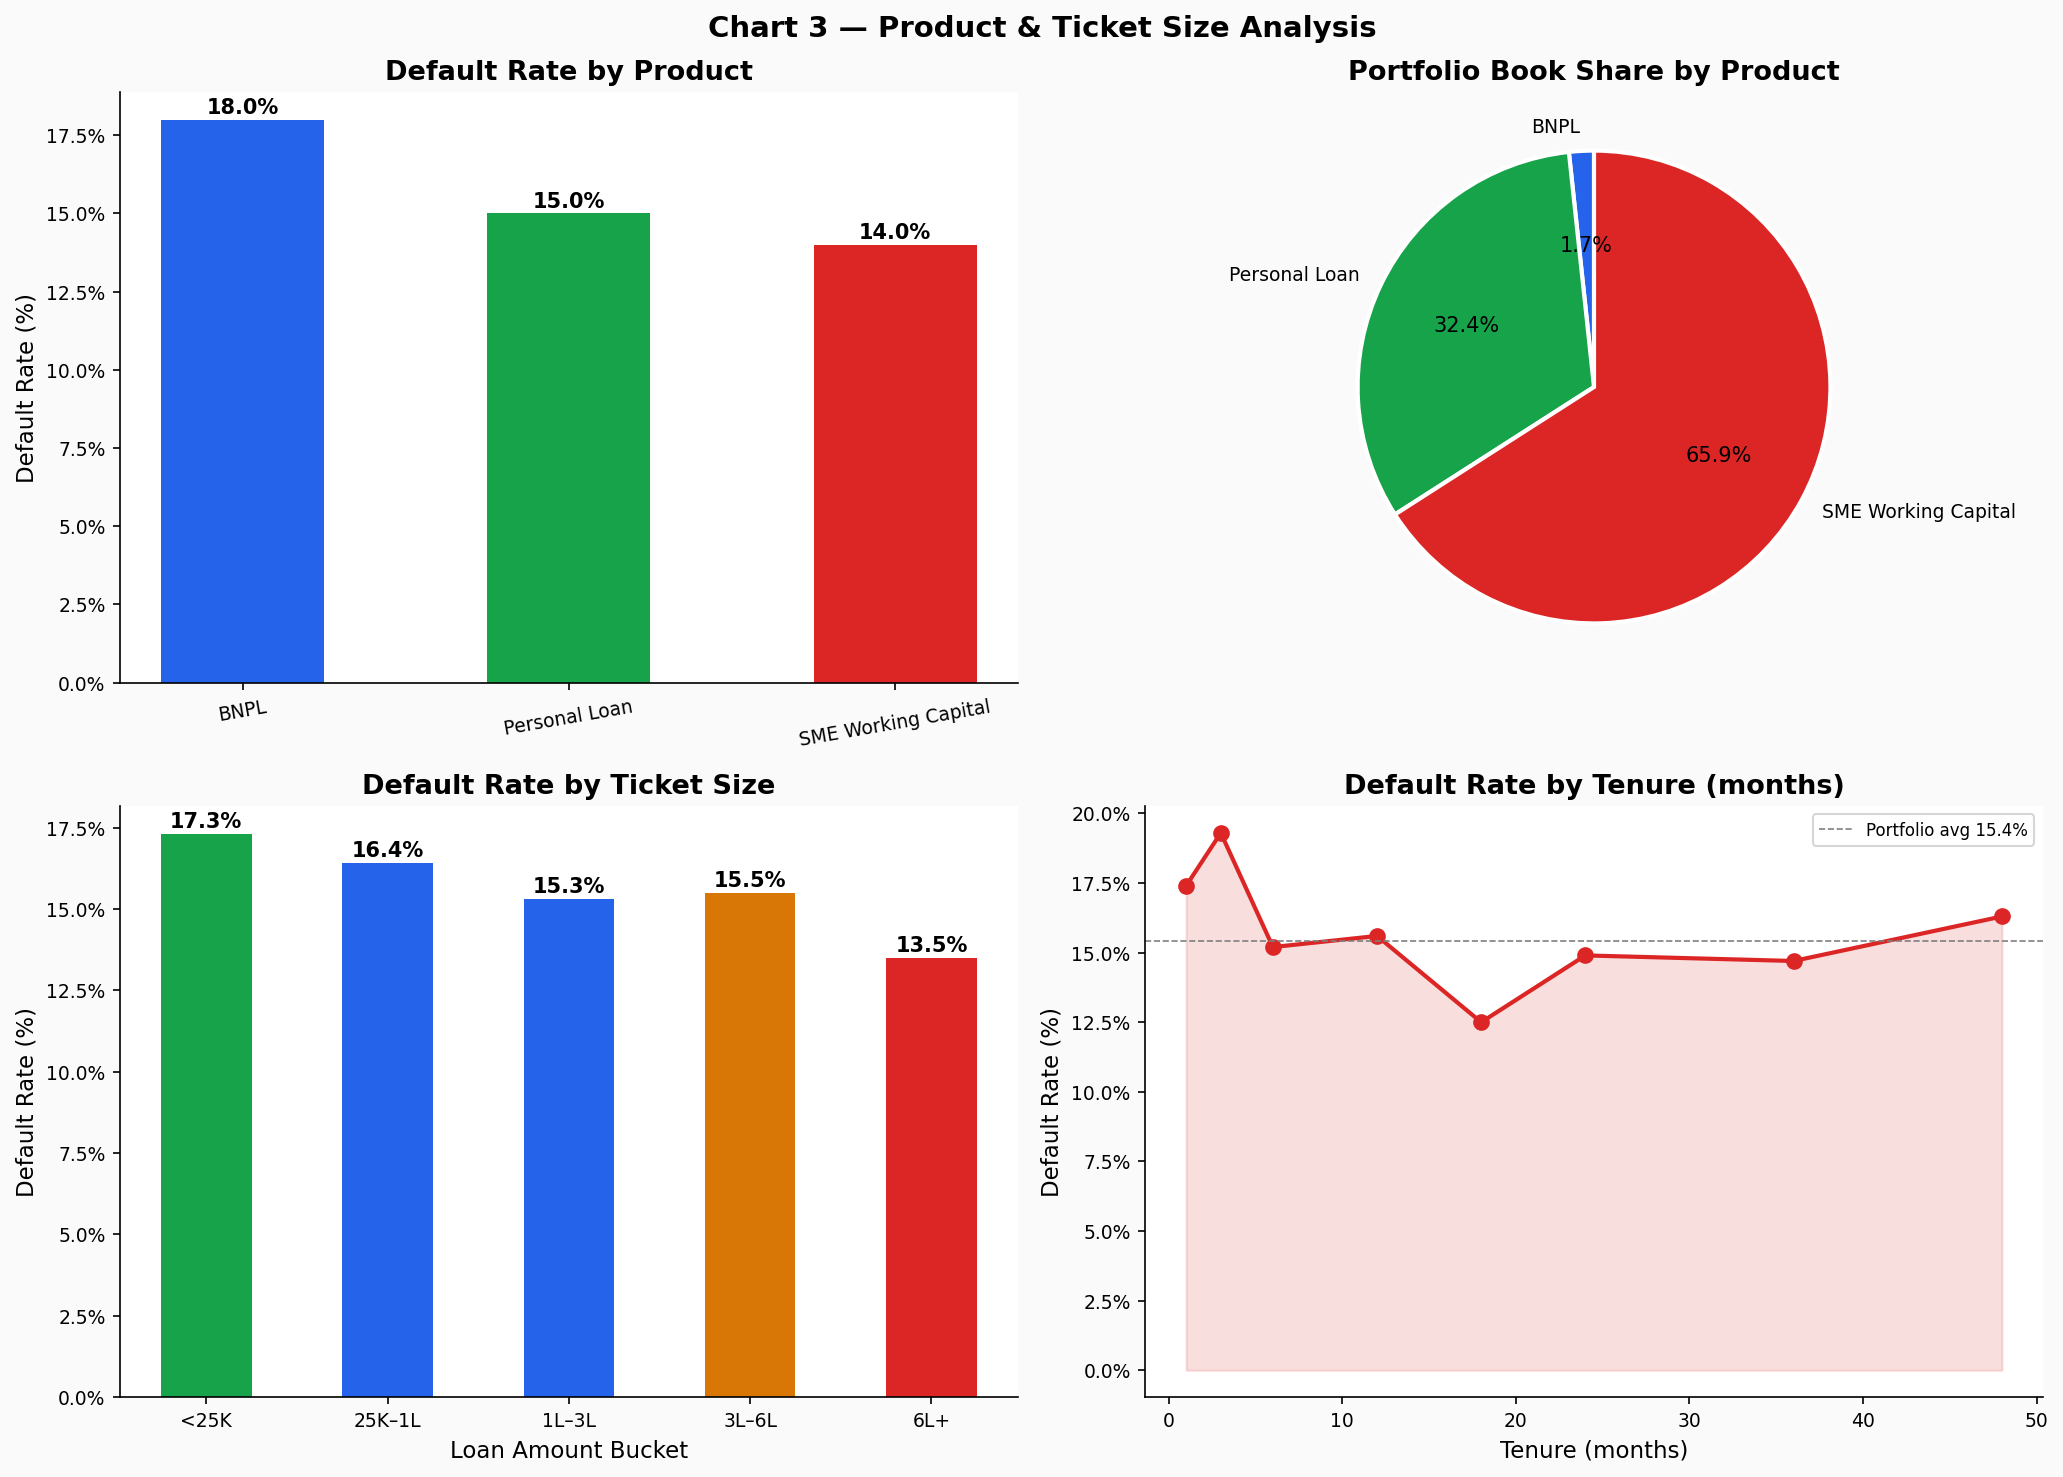 Chart 3 — Product & Ticket Size Analysis
Default Rate by Product
Default Rate (%)
17.5%
15.0%
12.5%
10.0%
7.5%
5.0%
2.5%
0.0%
18.0%
15.0%
14.0%
BNPL
Personal Loan
SME Working Capital
Portfolio Book Share by Product
BNPL
1.7%
Personal Loan
32.4%
65.9%
SME Working Capital
Default Rate by Ticket Size
Default Rate (%)
17.5%
15.0%
12.5%
10.0%
7.5%
5.0%
2.5%
0.0%
17.3%
16.4%
15.3%
15.5%
13.5%
<25K
25K–1L
1L–3L
3L–6L
6L+
Loan Amount Bucket
Default Rate by Tenure (months)
Default Rate (%)
20.0%
17.5%
15.0%
12.5%
10.0%
7.5%
5.0%
2.5%
0.0%
Portfolio avg 15.4%
0
10
20
30
40
50
Tenure (months)